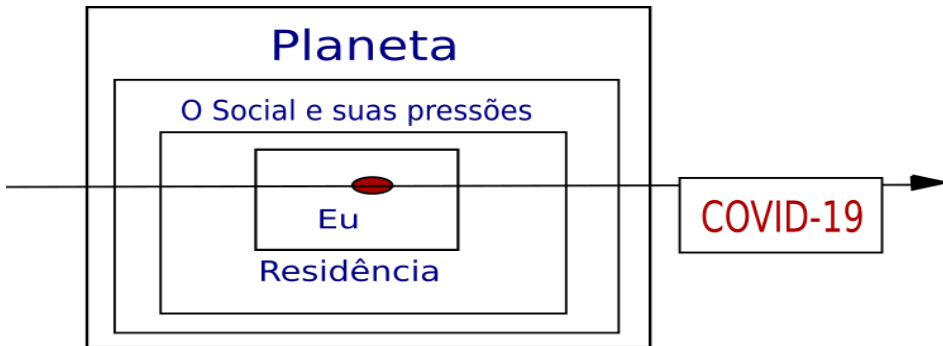 Planeta
O Social e suas pressões
Eu
Residência
COVID-19